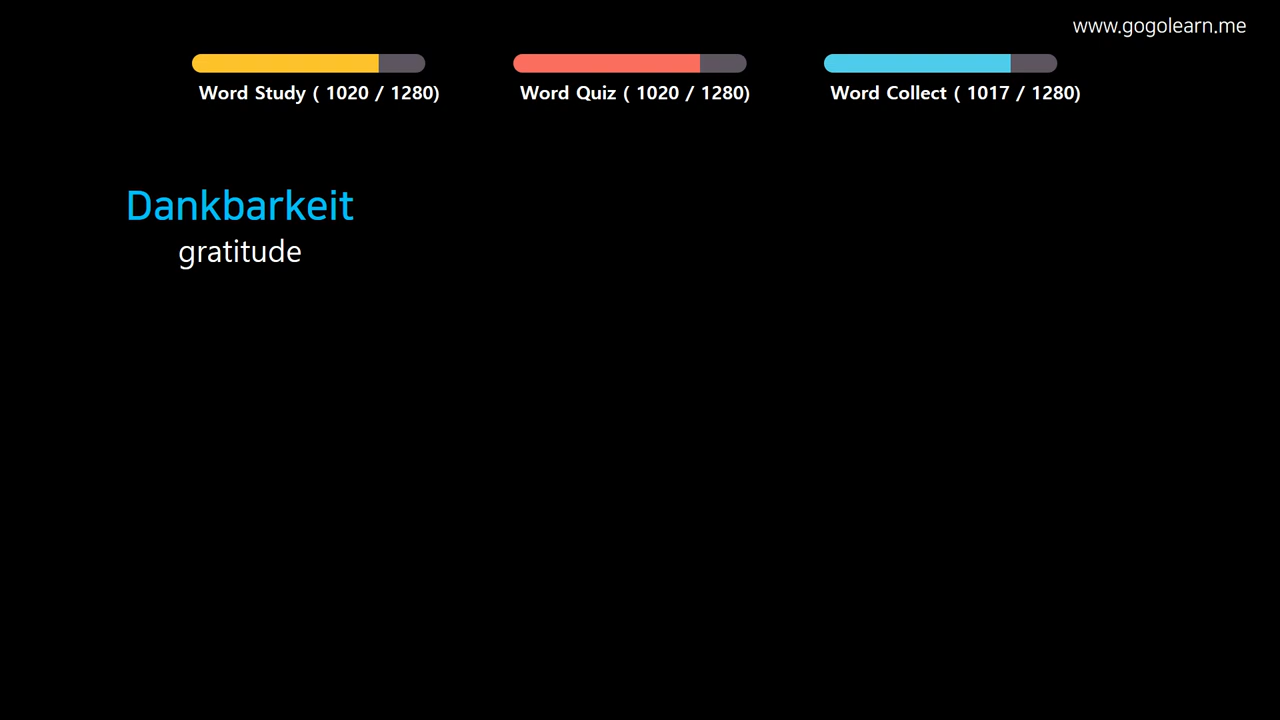 www.gogolearn.me
Word Study ( 1020 / 1280)
Word Quiz ( 1020 / 1280)
Word Collect ( 1017 / 1280)
Dankbarkeit
gratitude